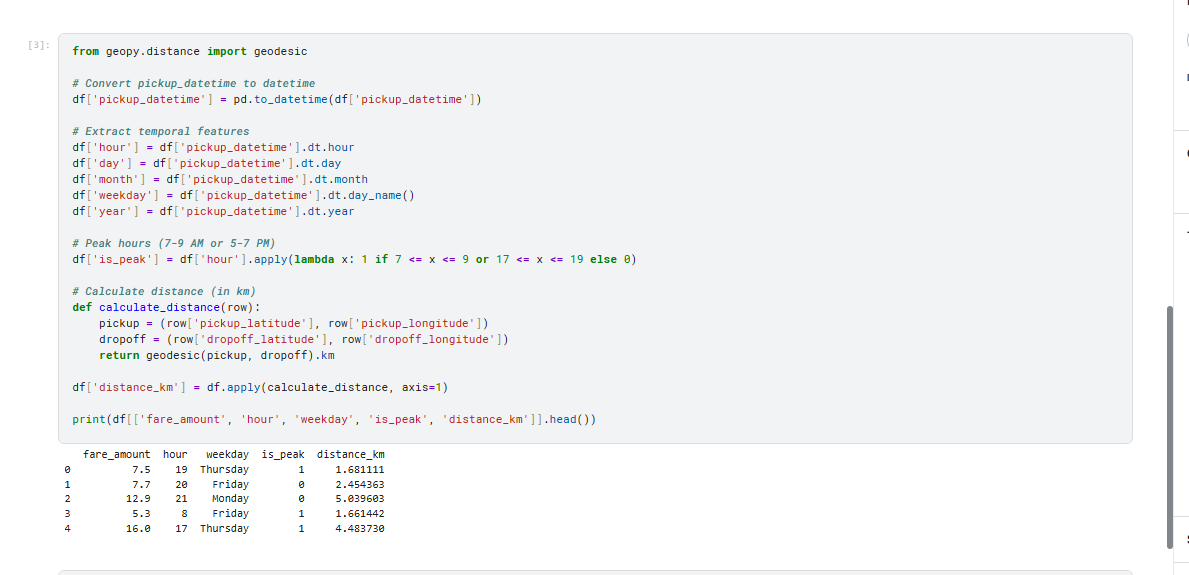 [3]:
from geopy.distance import geodesic
# Convert pickup_datetime to datetime
df['pickup_datetime'] = pd.to_datetime(df['pickup_datetime'])
# Extract temporal features
df['hour'] = df['pickup_datetime'].dt.hour
df['day'] = df['pickup_datetime'].dt.day
df['month'] = df['pickup_datetime'].dt.month
df['weekday'] = df['pickup_datetime'].dt.day_name()
df['year'] = df['pickup_datetime'].dt.year
# Peak hours (7-9 AM or 5-7 PM)
df['is_peak'] = df['hour'].apply(lambda x: 1 if 7 <= x <= 9 or 17 <= x <= 19 else 0)
# Calculate distance (in km)
def calculate_distance(row):
    pickup = (row['pickup_latitude'], row['pickup_longitude'])
    dropoff = (row['dropoff_latitude'], row['dropoff_longitude'])
    return geodesic(pickup, dropoff).km
df['distance_km'] = df.apply(calculate_distance, axis=1)
print(df[['fare_amount', 'hour', 'weekday', 'is_peak', 'distance_km']].head())
fare_amount hour weekday is_peak distance_km
0 7.5 19 Thursday 1 1.681111
1 7.7 20 Friday 0 2.454363
2 12.9 21 Monday 0 5.039603
3 5.3 8 Friday 1 1.661442
4 16.0 17 Thursday 1 4.483730